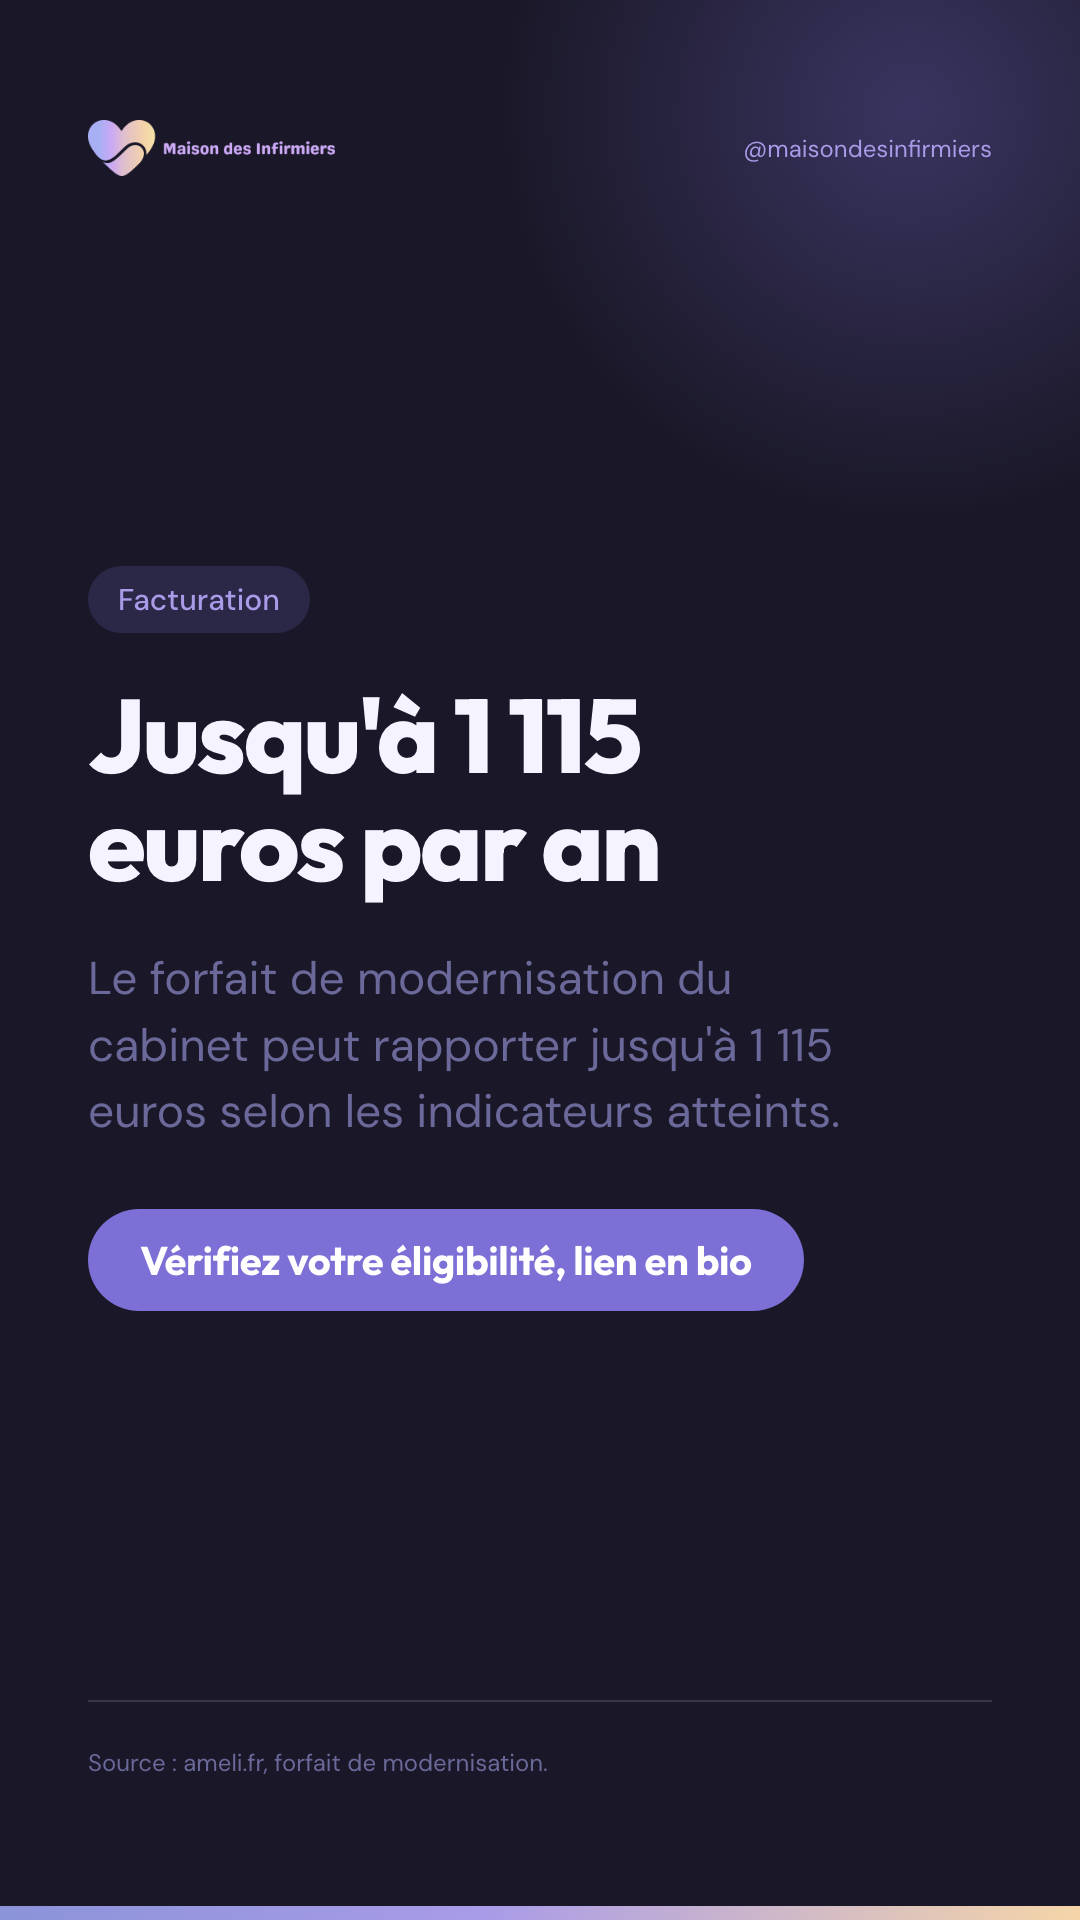 Maison des Infirmiers
@maisondesinfirmiers
Facturation
Jusqu'à 1 115
euros par an
Le forfait de modernisation du
cabinet peut rapporter jusqu'à 1 115
euros selon les indicateurs atteints.
Vérifiez votre éligibilité, lien en bio
Source : ameli.fr, forfait de modernisation.